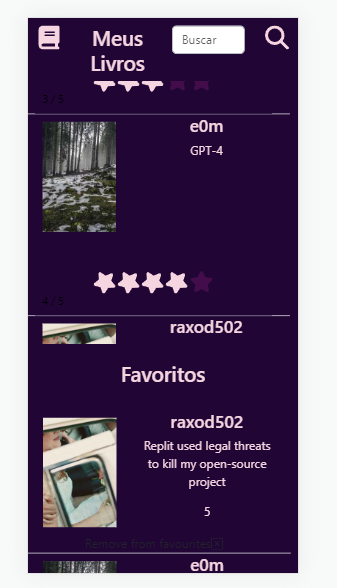 Meus
Livros
Buscar
3 / 5
e0m
GPT-4
4 / 5
raxod502
Favoritos
raxod502
Replit used legal threats
to kill my open-source
project
5
Remove from favourites
e0m